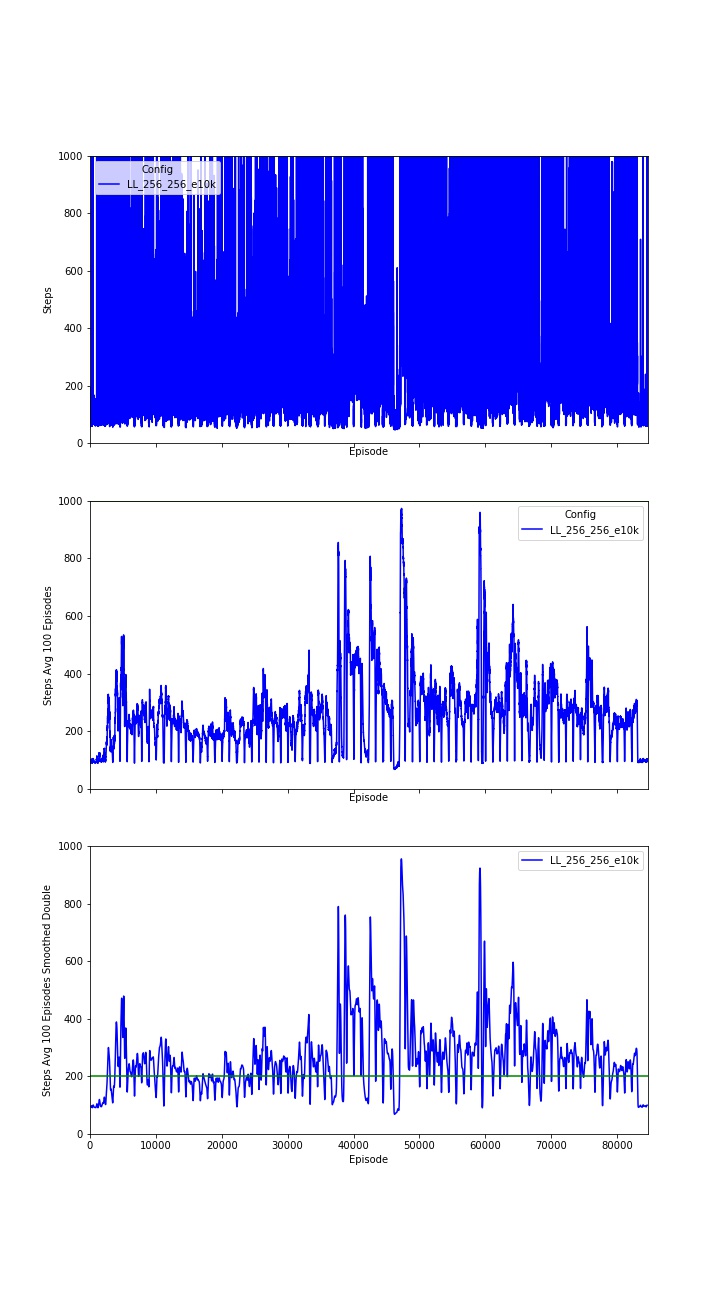 1000
800
600
400
200
0
Steps
Config
LL_256_256_e10k
Episode
1000
800
600
400
200
0
Steps Avg 100 Episodes
Config
LL_256_256_e10k
Episode
1000
800
600
400
200
0
Steps Avg 100 Episodes Smoothed Double
LL_256_256_e10k
0 10000 20000 30000 40000 50000 60000 70000 80000
Episode